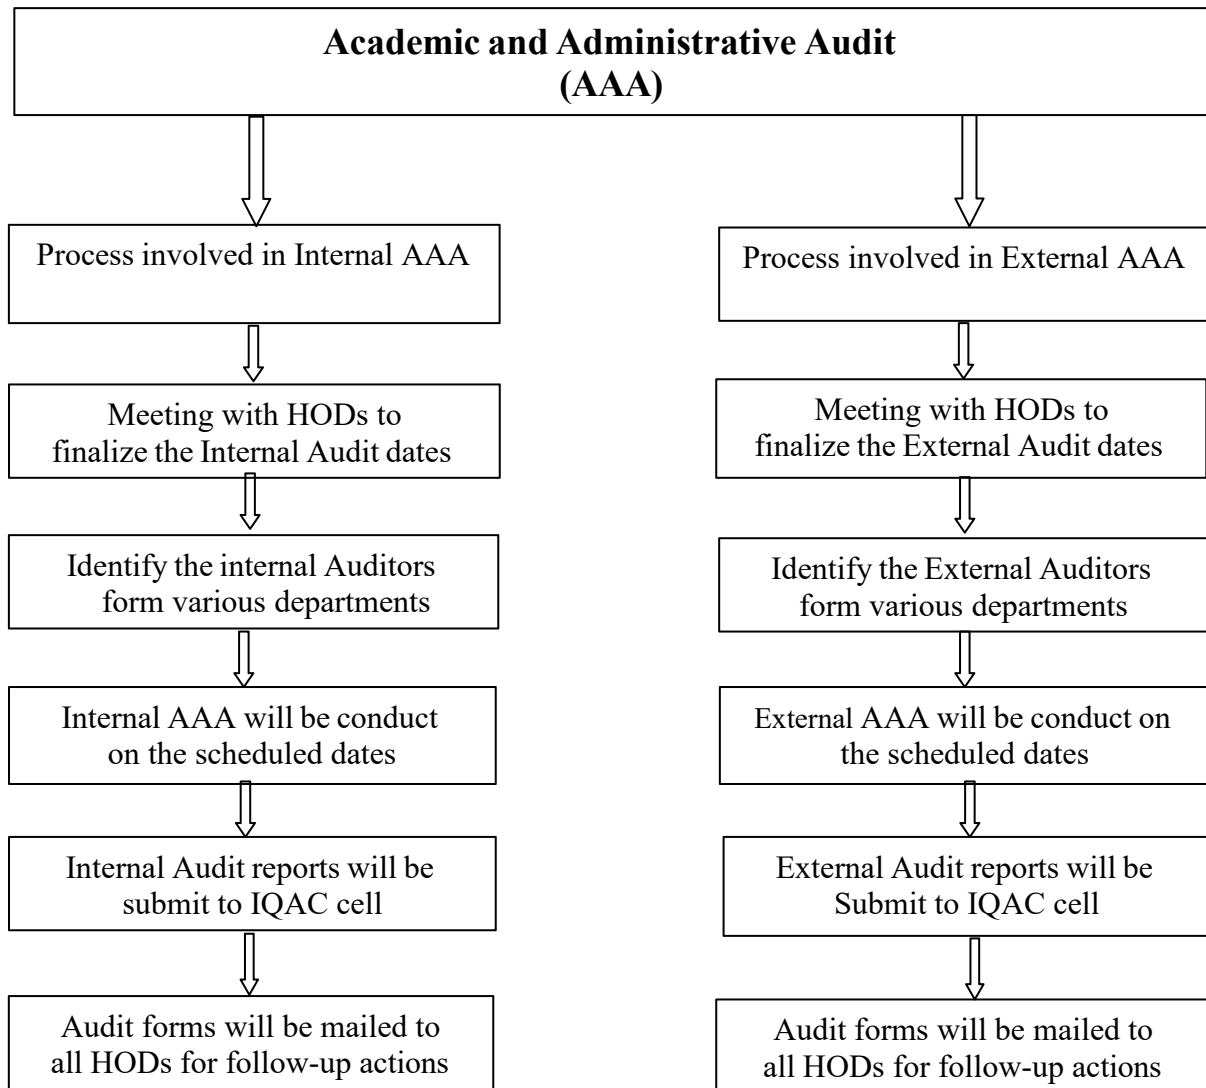 Academic and Administrative Audit
(AAA)
Process involved in Internal AAA
Meeting with HODs to
finalize the Internal Audit dates
Identify the internal Auditors
form various departments
Internal AAA will be conduct
on the scheduled dates
Internal Audit reports will be
submit to IQAC cell
Audit forms will be mailed to
all HODs for follow-up actions
Process involved in External AAA
Meeting with HODs to
finalize the External Audit dates
Identify the External Auditors
form various departments
External AAA will be conduct on
the scheduled dates
External Audit reports will be
Submit to IQAC cell
Audit forms will be mailed to
all HODs for follow-up actions